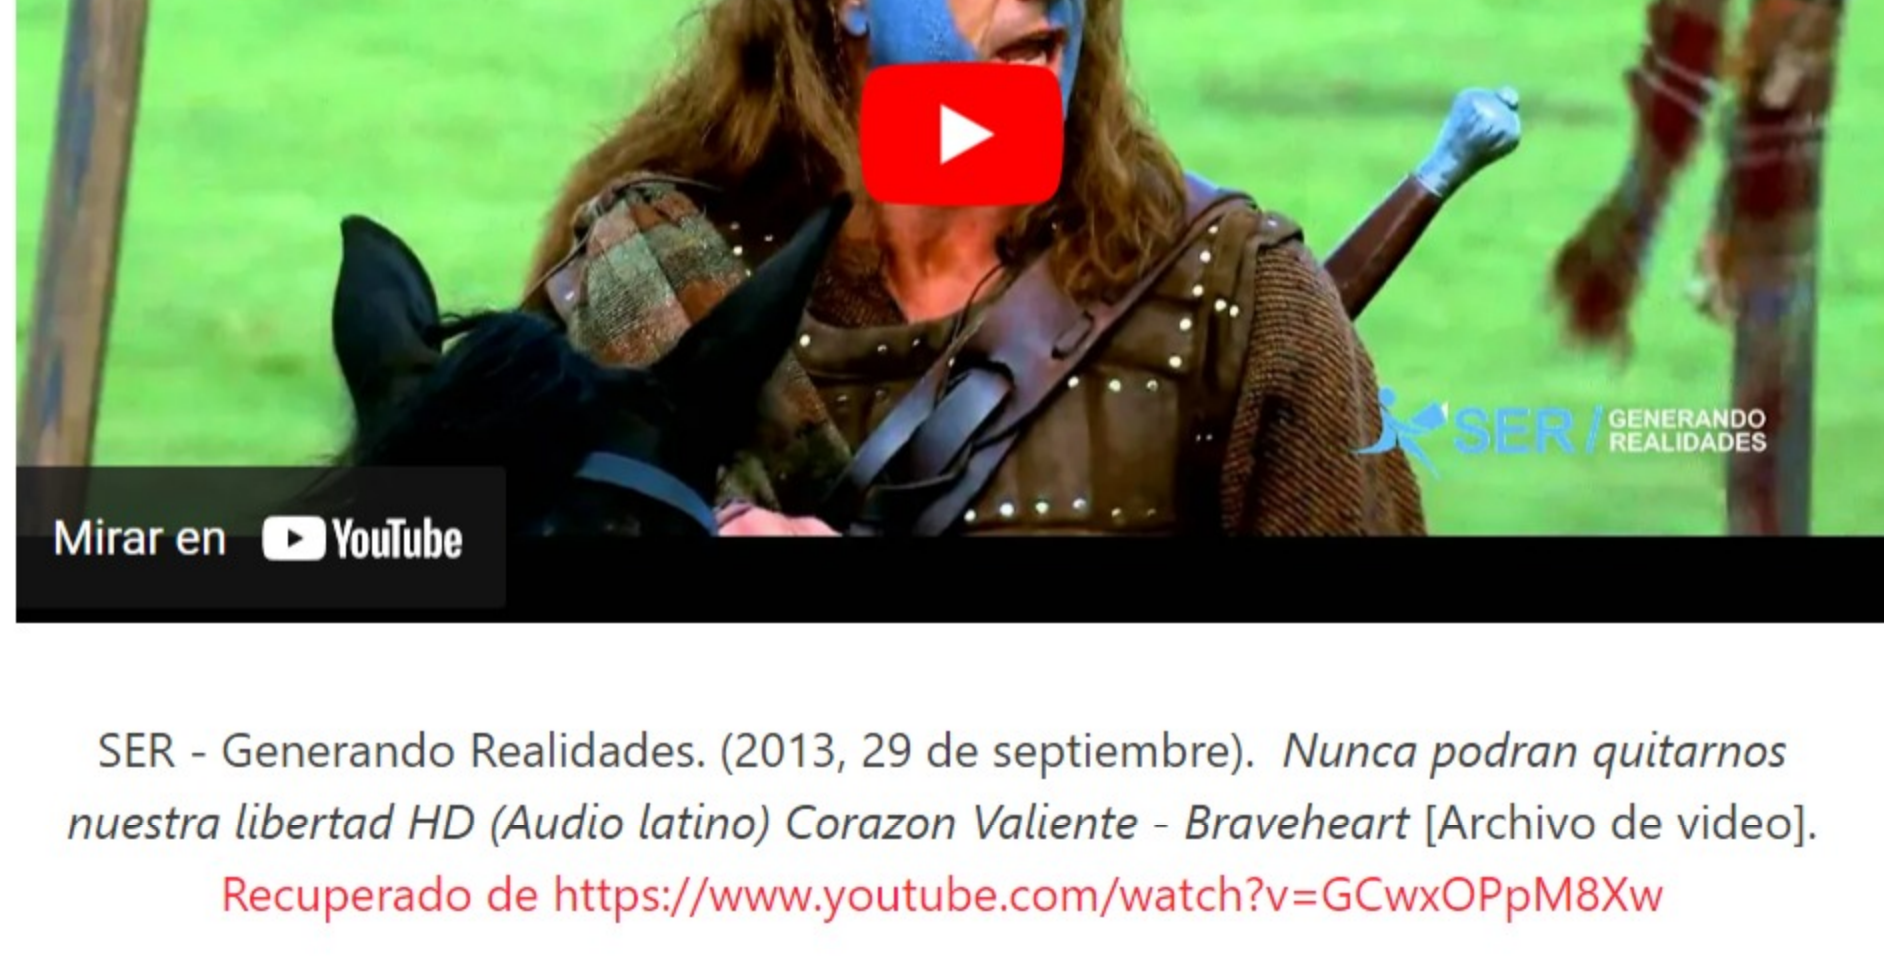 SER / GENERANDO
REALIDADES
Mirar en YouTube
SER - Generando Realidades. (2013, 29 de septiembre). Nunca podran quitarnos
nuestra libertad HD (Audio latino) Corazon Valiente - Braveheart [Archivo de video].
Recuperado de https://www.youtube.com/watch?v=GCwxOPpM8Xw